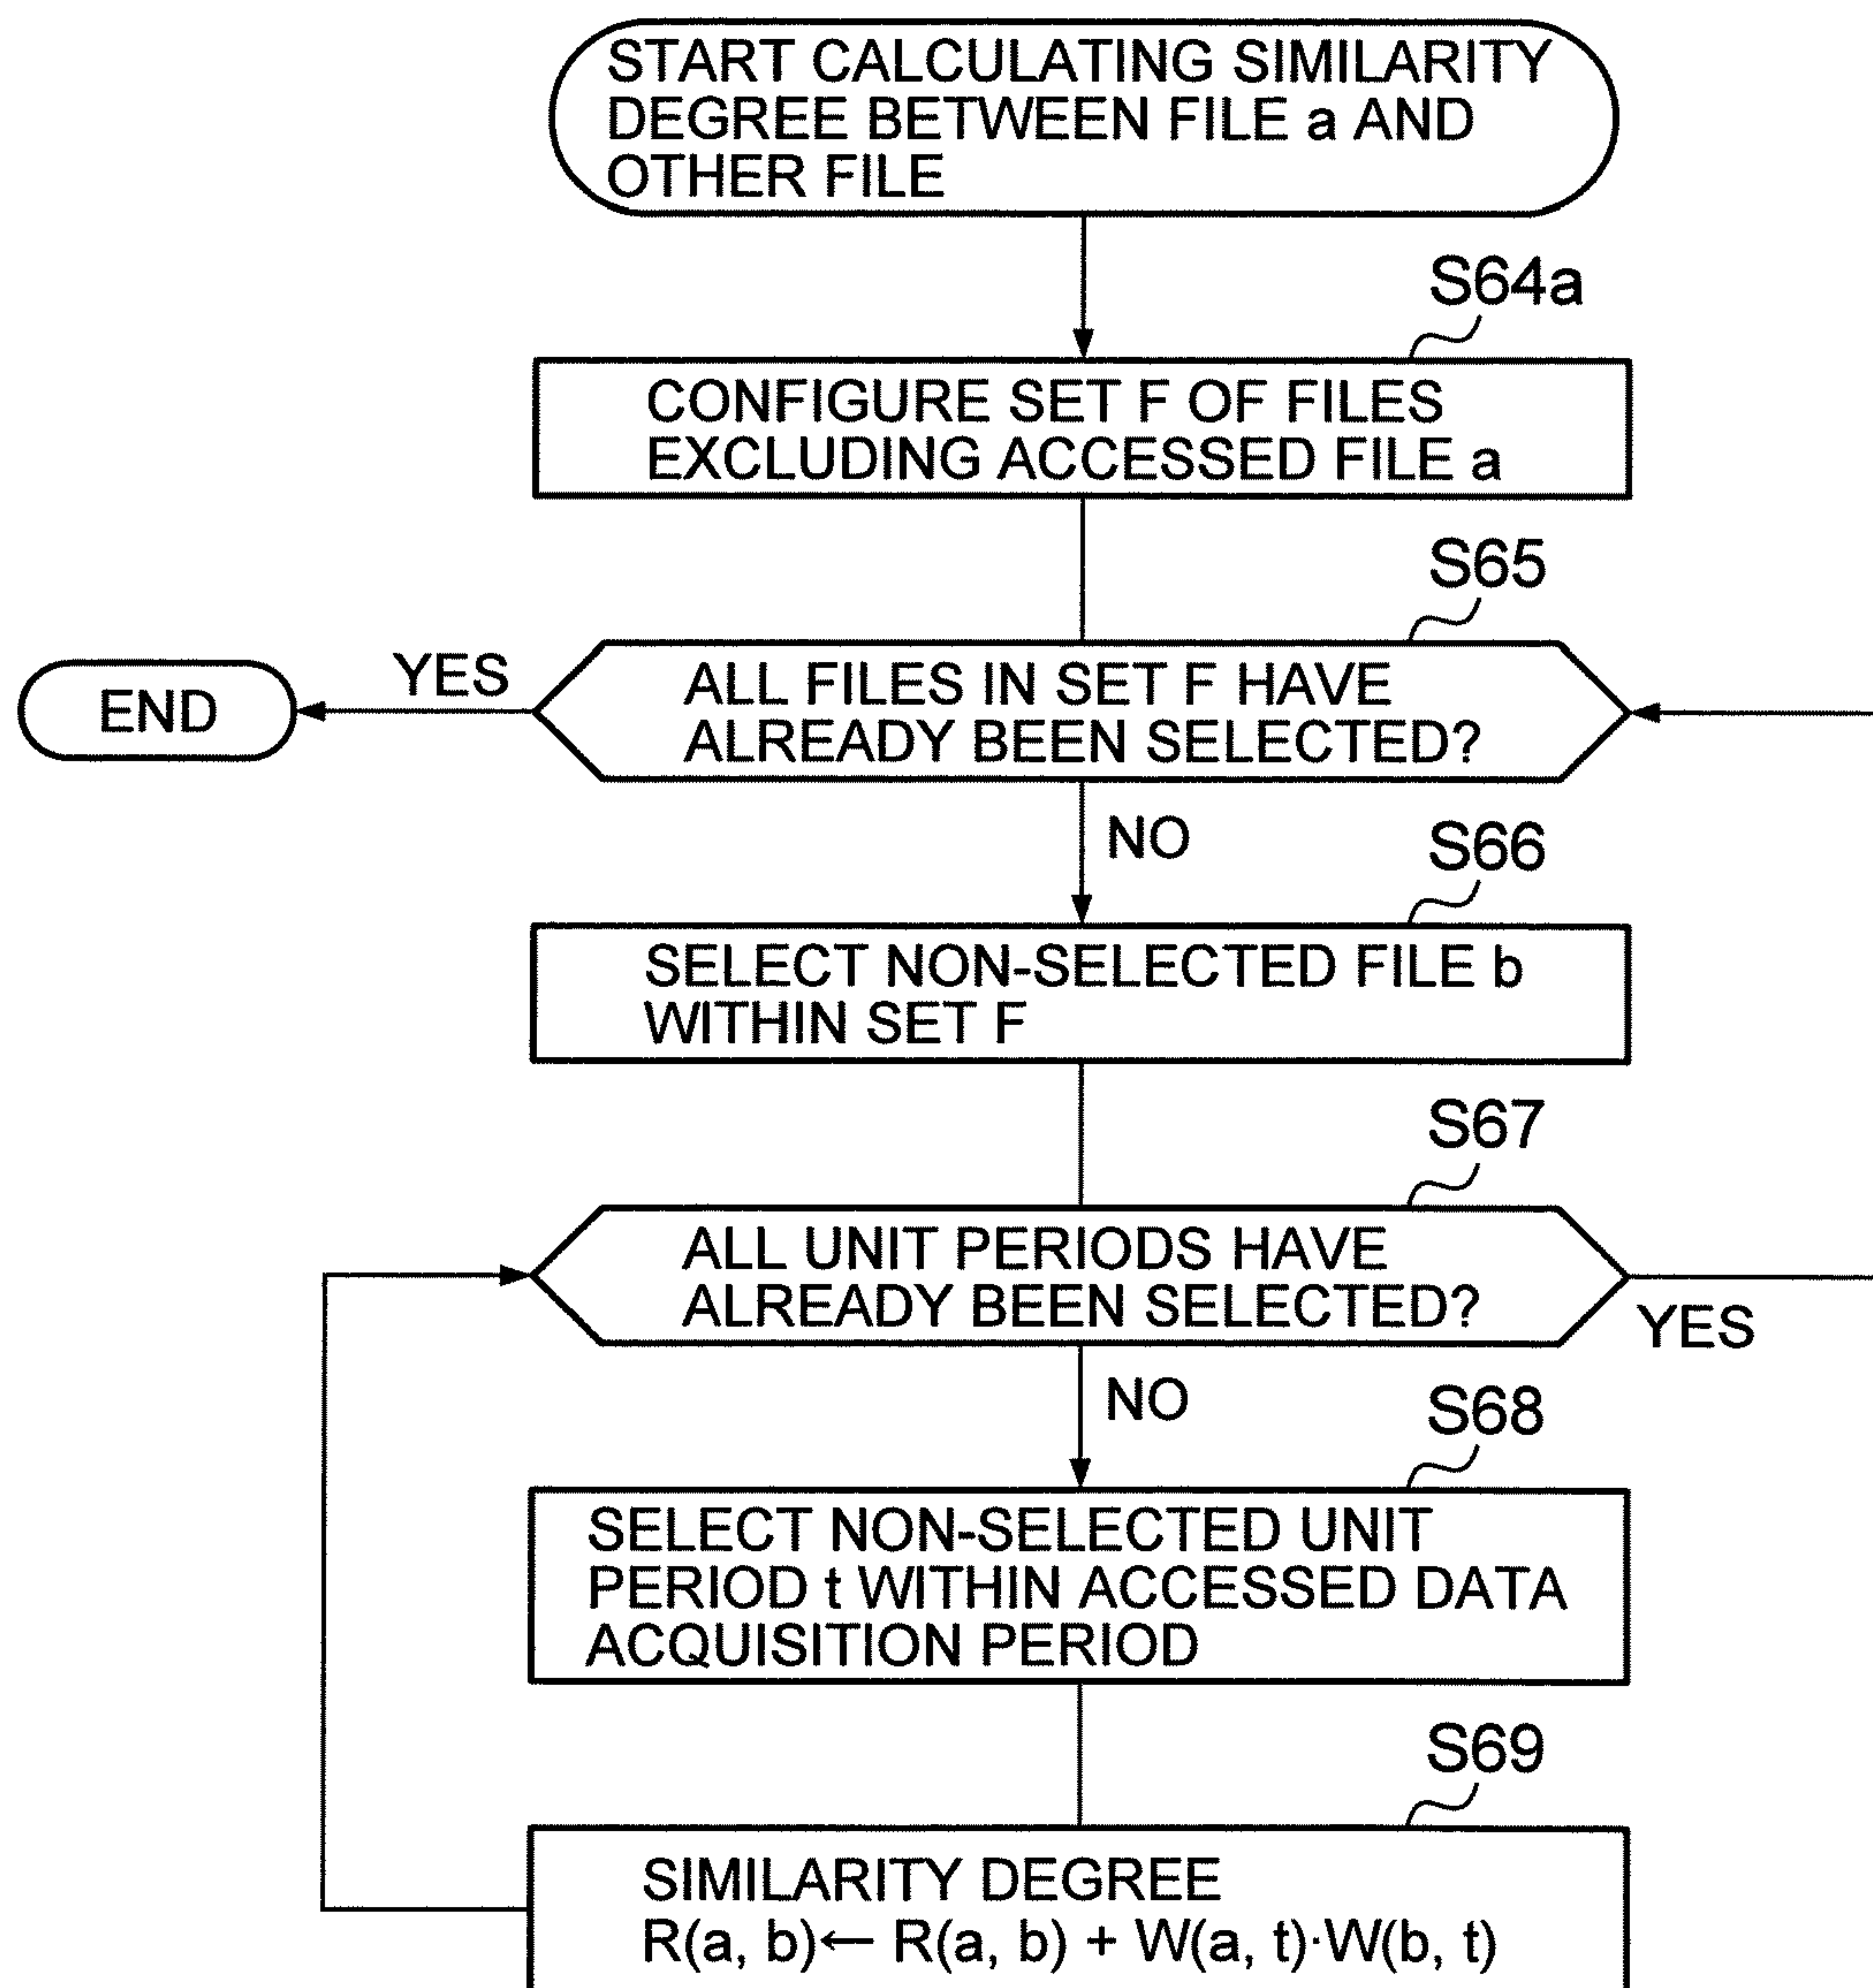 START CALCULATING SIMILARITY
DEGREE BETWEEN FILE a AND
OTHER FILE
S64a
CONFIGURE SET F OF FILES
EXCLUDING ACCESSED FILE a
S65
ALL FILES IN SET F HAVE
ALREADY BEEN SELECTED?
YES
END
NO
S66
SELECT NON-SELECTED FILE b
WITHIN SET F
S67
ALL UNIT PERIODS HAVE
ALREADY BEEN SELECTED?
YES
NO
S68
SELECT NON-SELECTED UNIT
PERIOD t WITHIN ACCESSED DATA
ACQUISITION PERIOD
S69
SIMILARITY DEGREE
R(a, b)← R(a, b) + W(a, t)·W(b, t)